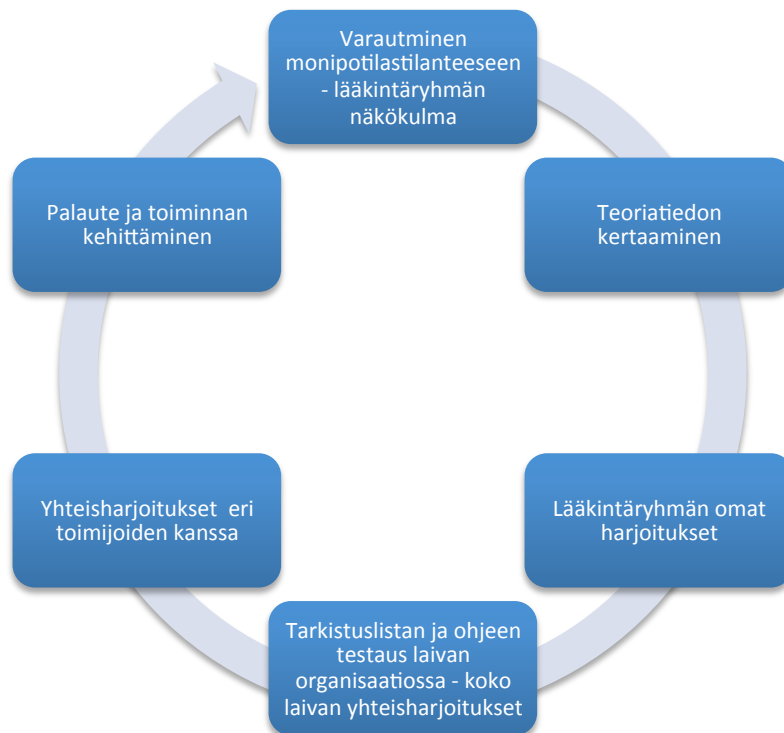 Varautminen
monipotilastilanteeseen
- lääkintäryhmän
näkökulma
Teoriatiedon
kertaaminen
Lääkintäryhmän omat
harjoitukset
Tarkistuslistan ja ohjeen
testaus laivan
organisaatiossa - koko
laivan yhteisharjoitukset
Yhteisharjoitukset eri
toimijoiden kanssa
Palaute ja toiminnan
kehittäminen